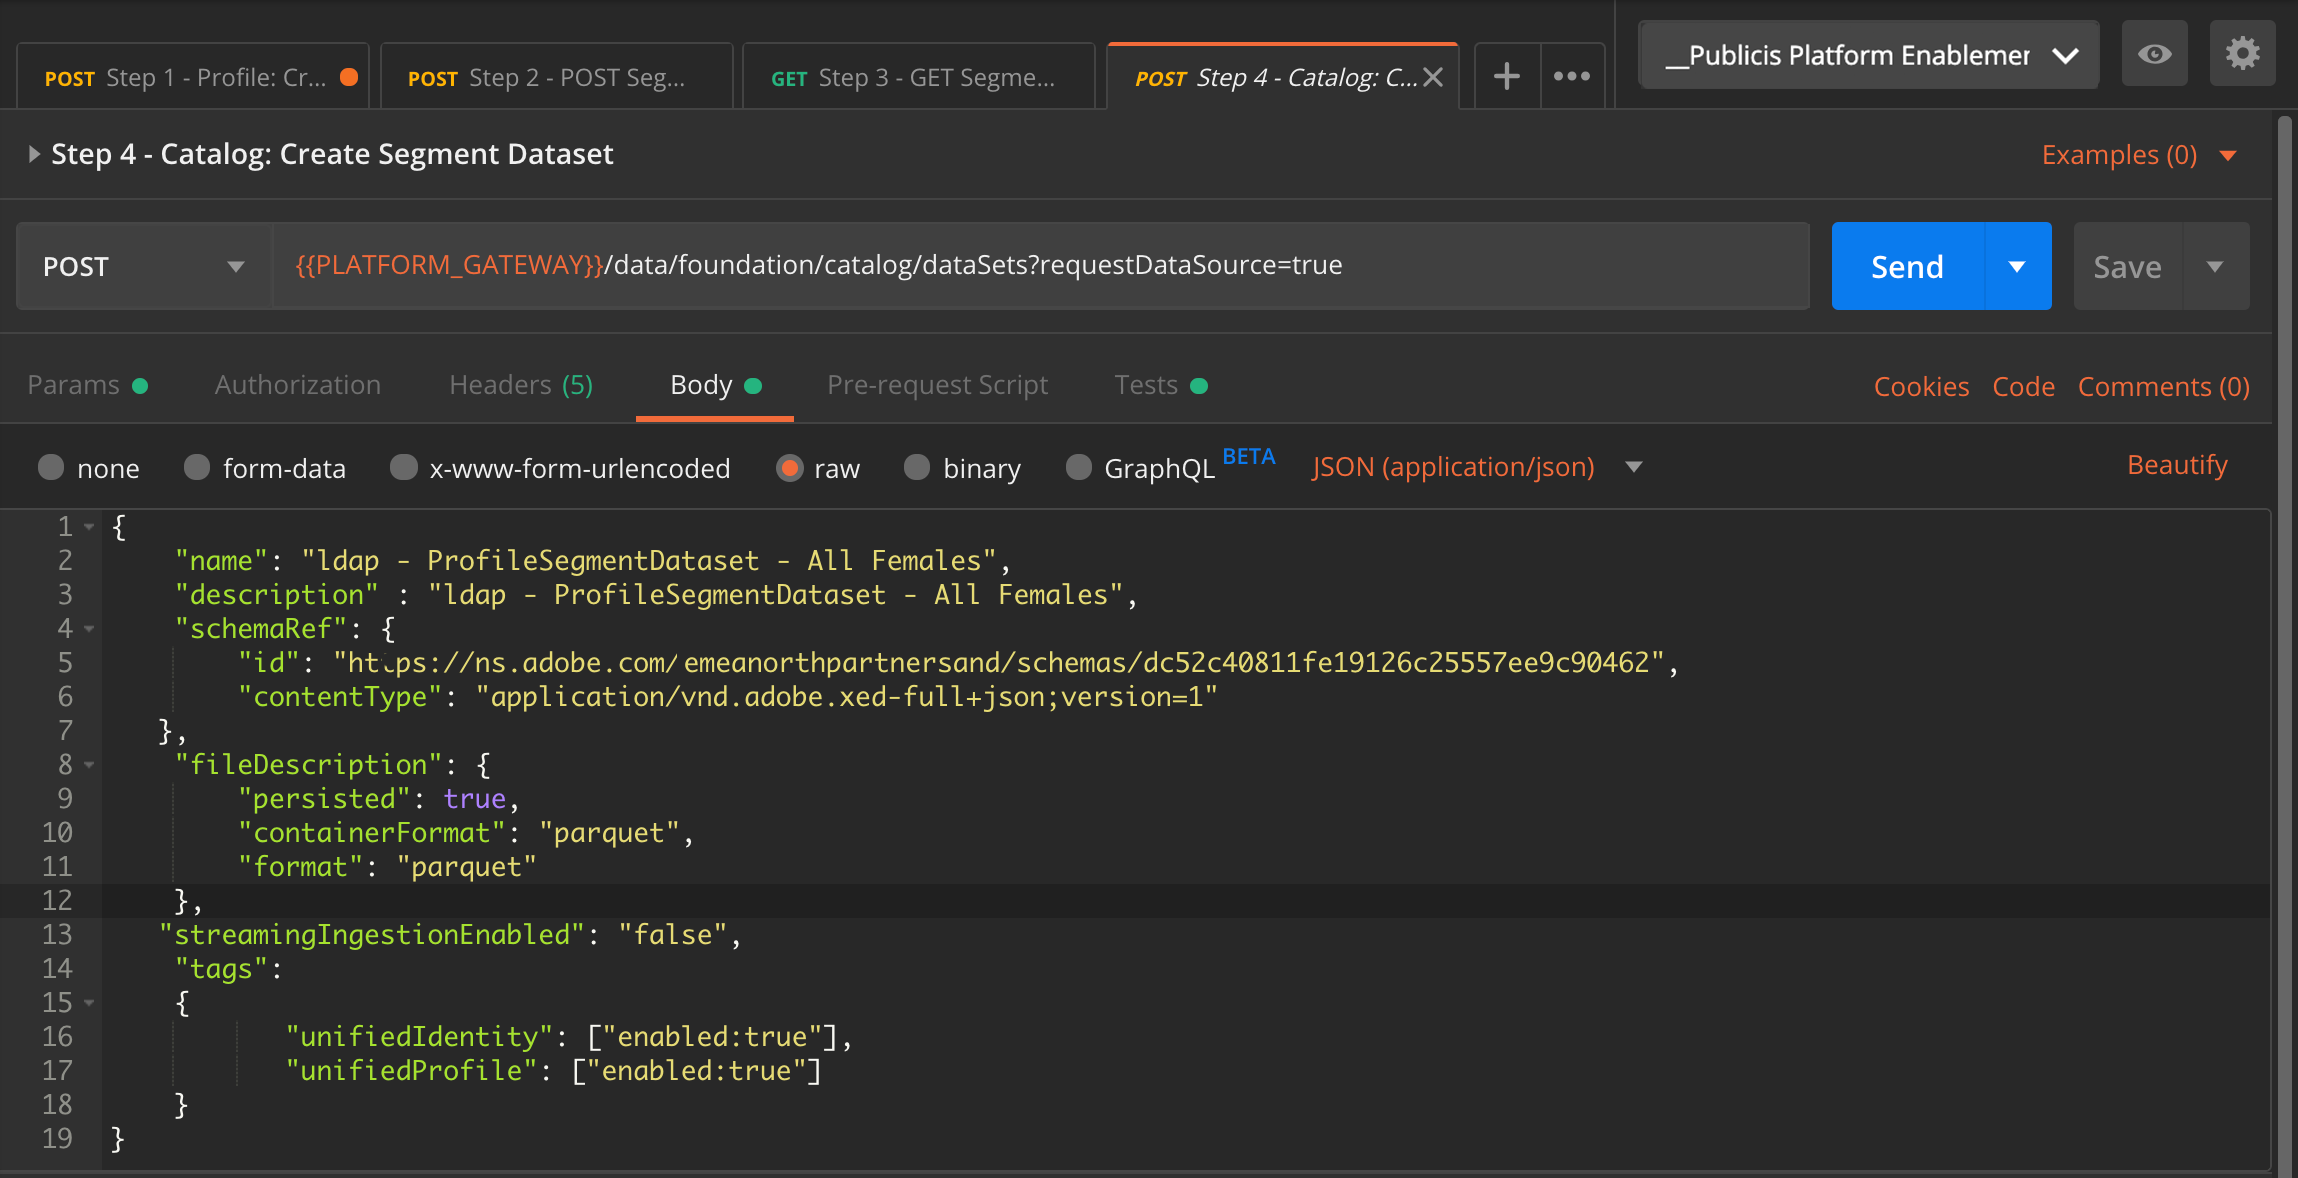 POST Step 1 - Profile: Cr...
POST Step 2 - POST Seg...
GET Step 3 - GET Segme...
POST Step 4 - Catalog: C...
__Publicis Platform Enablemer
Step 4 - Catalog: Create Segment Dataset
Examples (0)
POST
{{PLATFORM_GATEWAY}}/data/foundation/catalog/dataSets?requestDataSource=true
Send
Save
Params
Authorization
Headers (5)
Body
Pre-request Script
Tests
Cookies
Code
Comments (0)
none
form-data
x-www-form-urlencoded
raw
binary
GraphQL BETA
JSON (application/json)
Beautify
1 {
2 "name": "ldap - ProfileSegmentDataset - All Females",
3 "description" : "ldap - ProfileSegmentDataset - All Females",
4 "schemaRef": {
5 "id": "https://ns.adobe.com/emeanorthpartnersand/schemas/dc52c40811fe19126c25557ee9c90462",
6 "contentType": "application/vnd.adobe.xed-full+json;version=1"
7 },
8 "fileDescription": {
9 "persisted": true,
10 "containerFormat": "parquet",
11 "format": "parquet"
12 },
13 "streamingIngestionEnabled": "false",
14 "tags":
15 {
16 "unifiedIdentity": ["enabled:true"],
17 "unifiedProfile": ["enabled:true"]
18 }
19 }